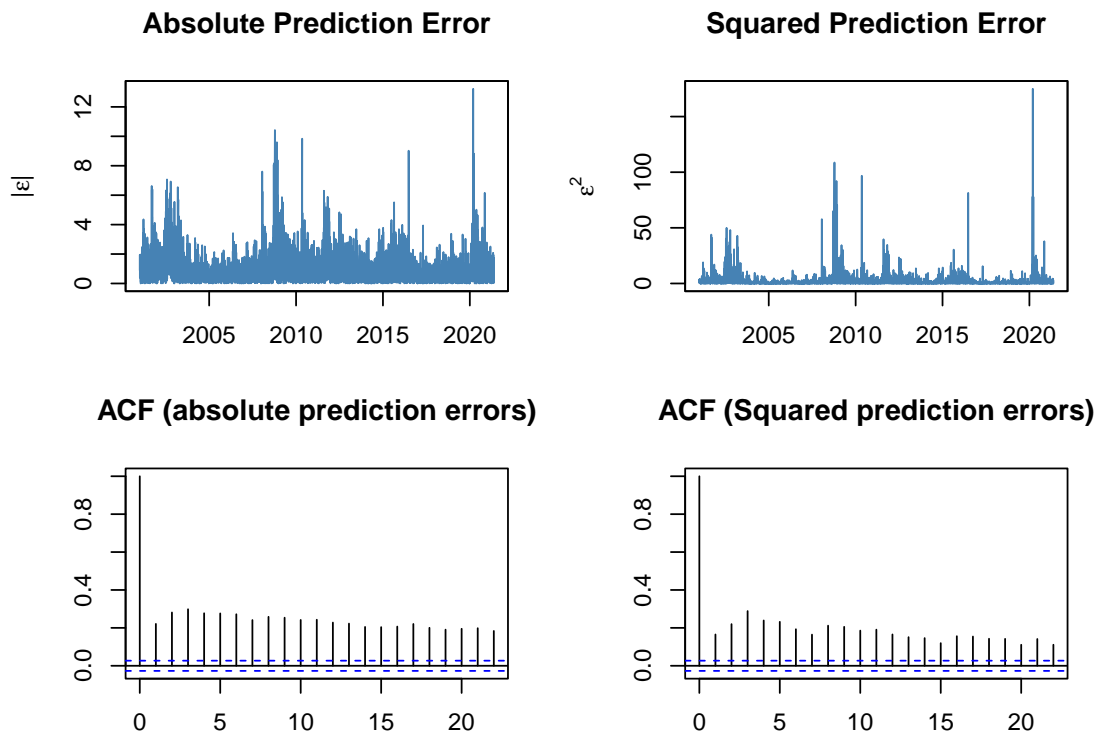 Absolute Prediction Error
|ε|
12
8
4
0
2005 2010 2015 2020
Squared Prediction Error
ε²
100
50
0
2005 2010 2015 2020
ACF (absolute prediction errors)
0.8
0.4
0.0
0 5 10 15 20
ACF (Squared prediction errors)
0.8
0.4
0.0
0 5 10 15 20